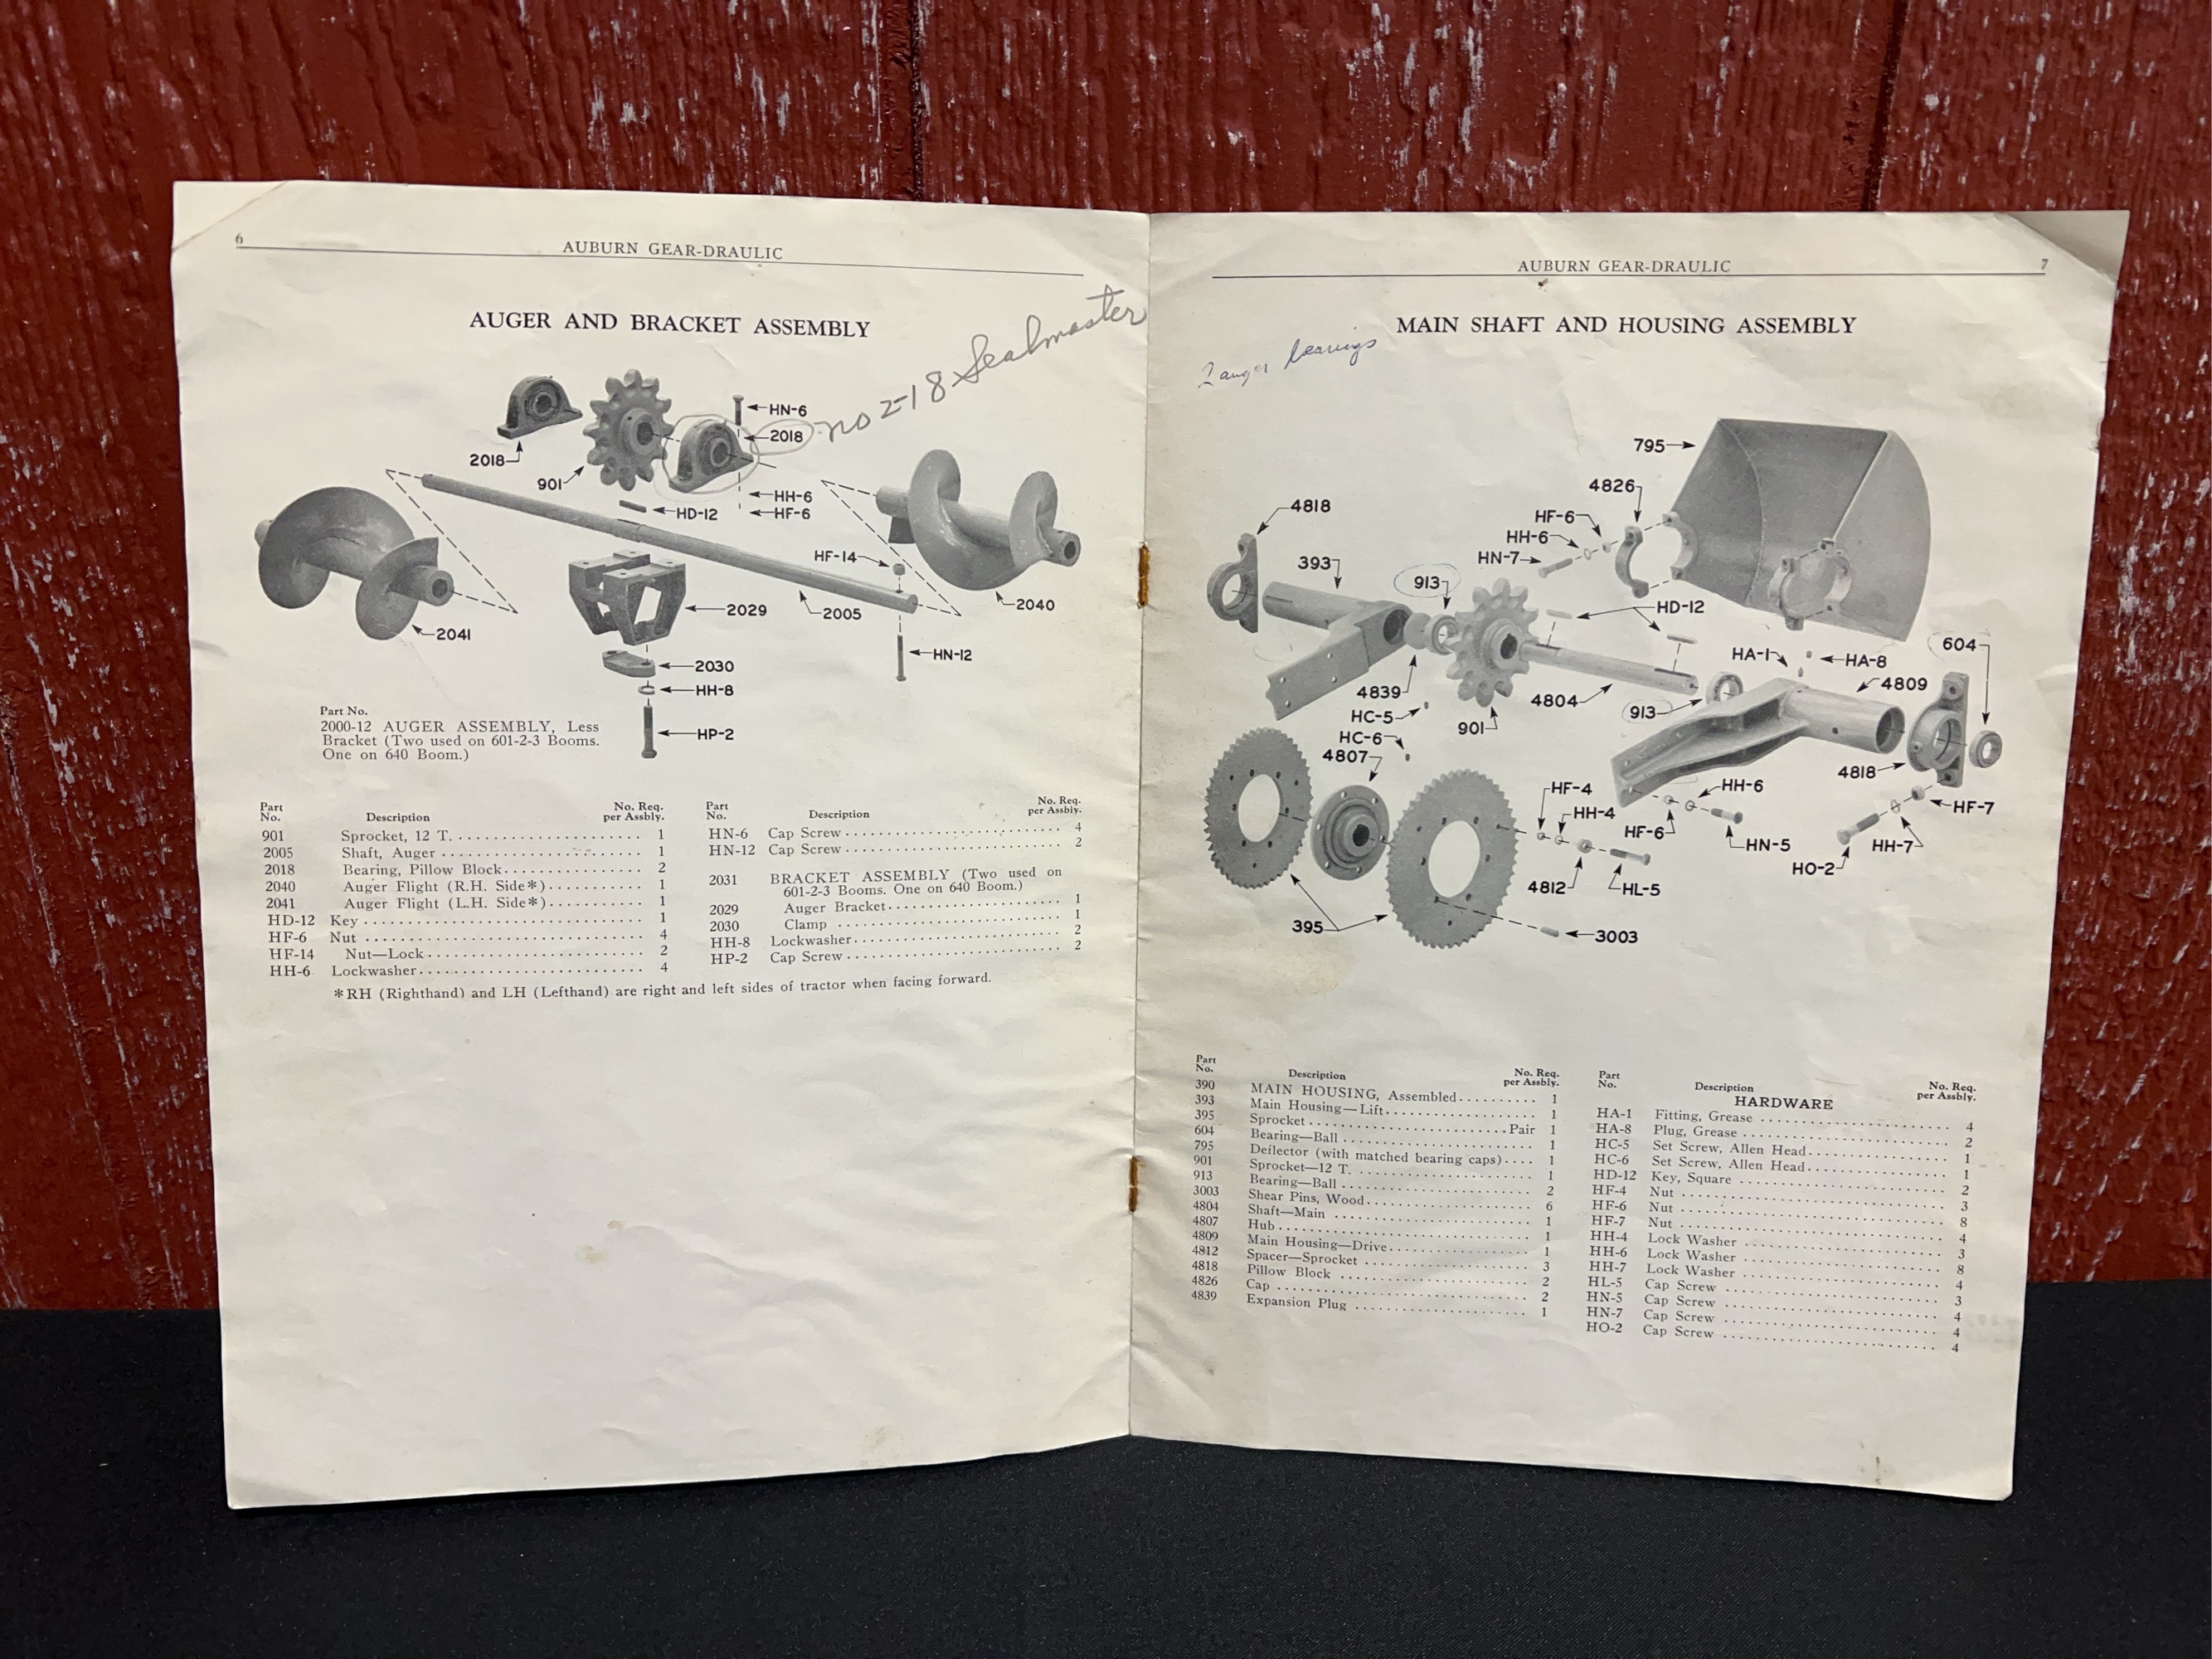 6
AUBURN GEAR-DRAULIC
AUGER AND BRACKET ASSEMBLY
no 2-18 Sealmaster
HN-6
2018
2018
901
HH-6
HF-6
HD-12
HF-14
2029
2005
2040
2041
2030
HN-12
HH-8
HP-2
Part No.
2000-12 AUGER ASSEMBLY, Less
Bracket (Two used on 601-2-3 Booms.
One on 640 Boom.)
Part No. Description No. Req. per Assbly.
901 Sprocket, 12 T. 1
2005 Shaft, Auger 1
2018 Bearing, Pillow Block 2
2040 Auger Flight (R.H. Side*) 1
2041 Auger Flight (L.H. Side*) 1
HD-12 Key 1
HF-6 Nut 4
HF-14 Nut—Lock 2
HH-6 Lockwasher 4
Part No. Description No. Req. per Assbly.
HN-6 Cap Screw 4
HN-12 Cap Screw 2
2031 BRACKET ASSEMBLY (Two used on
601-2-3 Booms. One on 640 Boom.)
2029 Auger Bracket 1
2030 Clamp 1
HH-8 Lockwasher 2
HP-2 Cap Screw 2
*RH (Righthand) and LH (Lefthand) are right and left sides of tractor when facing forward.
AUBURN GEAR-DRAULIC
7
MAIN SHAFT AND HOUSING ASSEMBLY
2 auger bearings
795
4826
4818
HF-6
HH-6
HN-7
393
913
HD-12
604
HA-1
HA-8
4809
4839
4804
913
HC-5
901
HC-6
4807
4818
HF-4
HH-6
HF-7
HH-4
HF-6
HN-5
HH-7
HO-2
4812
HL-5
395
3003
Part No. Description No. Req. per Assbly.
390 MAIN HOUSING, Assembled 1
393 Main Housing—Lift 1
395 Sprocket Pair 1
604 Bearing—Ball 1
795 Deflector (with matched bearing caps) 1
901 Sprocket—12 T. 1
913 Bearing—Ball 2
3003 Shear Pins, Wood 6
4804 Shaft—Main 1
4807 Hub 1
4809 Main Housing—Drive 1
4812 Spacer—Sprocket 3
4818 Pillow Block 2
4826 Cap 2
4839 Expansion Plug 1
Part No. Description No. Req. per Assbly.
HARDWARE
HA-1 Fitting, Grease 4
HA-8 Plug, Grease 2
HC-5 Set Screw, Allen Head 1
HC-6 Set Screw, Allen Head 1
HD-12 Key, Square 2
HF-4 Nut 3
HF-6 Nut 8
HF-7 Nut 4
HH-4 Lock Washer 3
HH-6 Lock Washer 8
HH-7 Lock Washer 4
HL-5 Cap Screw 3
HN-5 Cap Screw 4
HN-7 Cap Screw 4
HO-2 Cap Screw 4